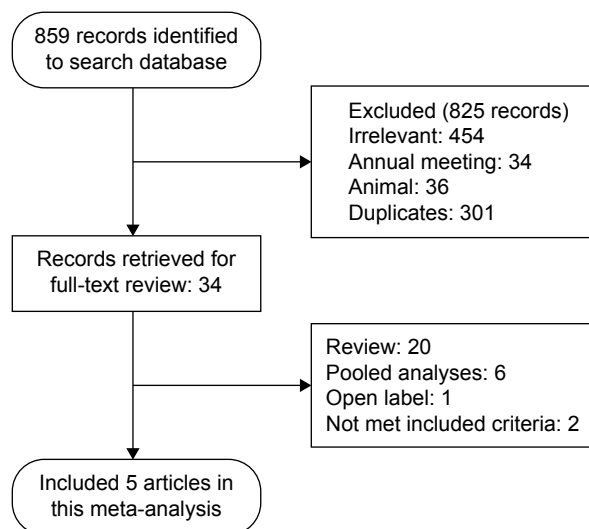 859 records identified
to search database
Excluded (825 records)
Irrelevant: 454
Annual meeting: 34
Animal: 36
Duplicates: 301
Records retrieved for
full-text review: 34
Review: 20
Pooled analyses: 6
Open label: 1
Not met included criteria: 2
Included 5 articles in
this meta-analysis